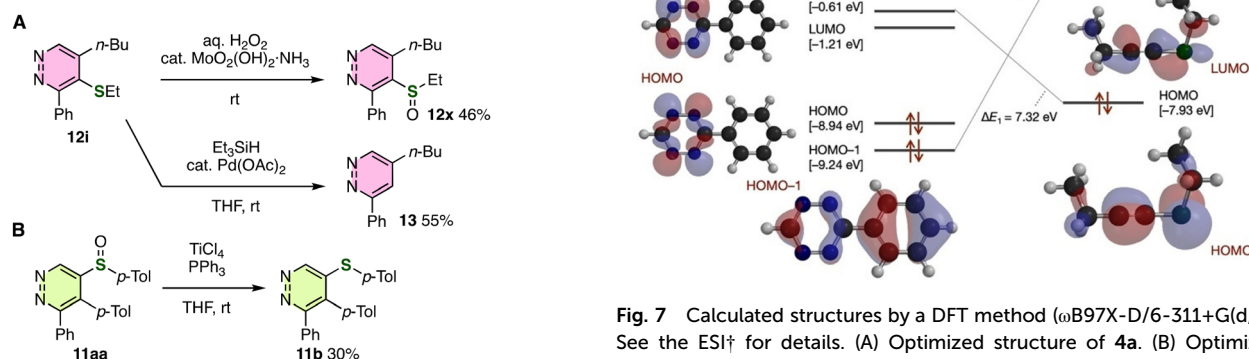 A
N
N
n-Bu
SEt
Ph
12i
aq. H2O2
cat. MoO2(OH)2·NH3
rt
N
N
n-Bu
Et
S
O
Ph
12x 46%
Et3SiH
cat. Pd(OAc)2
THF, rt
N
N
n-Bu
Ph
13 55%
B
O
S
p-Tol
N
N
p-Tol
Ph
11aa
TiCl4
PPh3
THF, rt
S
p-Tol
N
N
p-Tol
Ph
11b 30%
[−0.61 eV]
LUMO
[−1.21 eV]
HOMO
HOMO
[−8.94 eV]
HOMO–1
[−9.24 eV]
HOMO–1
ΔE1 = 7.32 eV
LUMO
HOMO
[−7.93 eV]
HOMO
Fig. 7 Calculated structures by a DFT method (ωB97X-D/6-311+G(d,
See the ESI† for details. (A) Optimized structure of 4a. (B) Optimiz